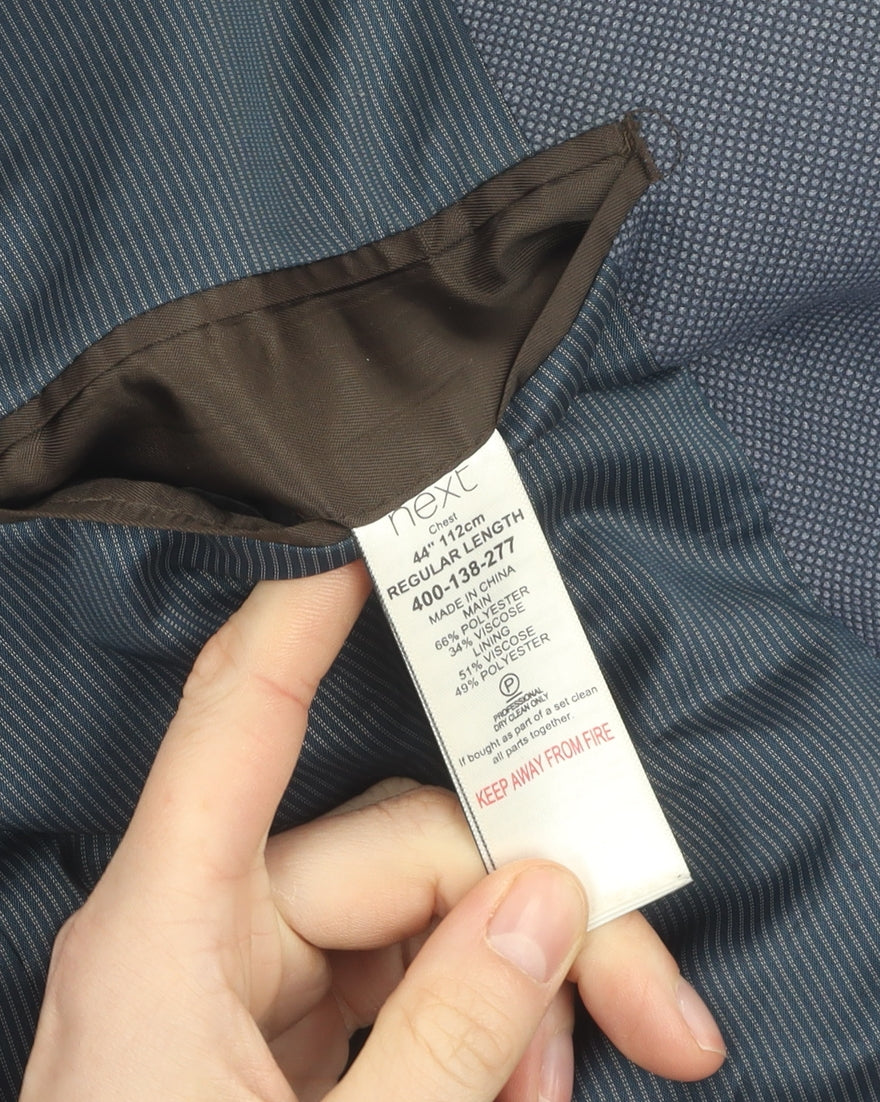 next
Chest
44" 112cm
REGULAR LENGTH
400-138-277
MADE IN CHINA
MAIN
66% POLYESTER
34% VISCOSE
LINING
51% VISCOSE
49% POLYESTER
P
PROFESSIONAL
DRY CLEAN ONLY
If bought as part of a set clean
all parts together.
KEEP AWAY FROM FIRE